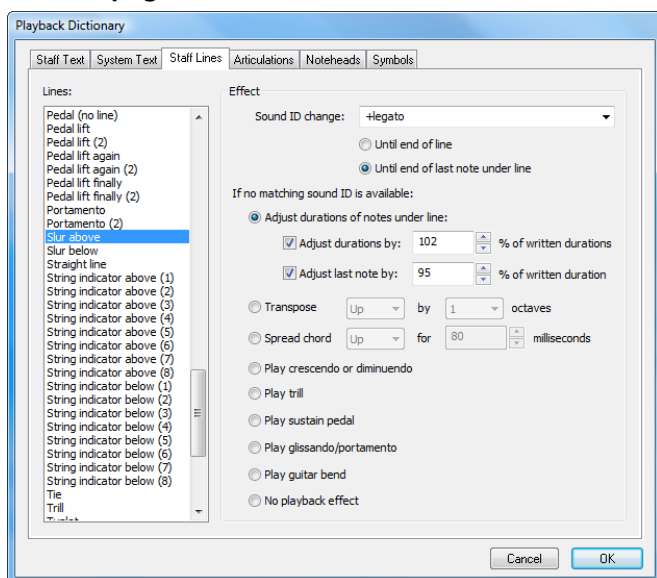 Playback Dictionary
Staff Text System Text Staff Lines Articulations Noteheads Symbols
Lines:
Pedal (no line)
Pedal lift
Pedal lift (2)
Pedal lift again
Pedal lift again (2)
Pedal lift finally
Pedal lift finally (2)
Portamento
Portamento (2)
Slur above
Slur below
Straight line
String indicator above (1)
String indicator above (2)
String indicator above (3)
String indicator above (4)
String indicator above (5)
String indicator above (6)
String indicator above (7)
String indicator above (8)
String indicator below (1)
String indicator below (2)
String indicator below (3)
String indicator below (4)
String indicator below (5)
String indicator below (6)
String indicator below (7)
String indicator below (8)
Tie
Trill
Effect
Sound ID change: +legato
Until end of line
Until end of last note under line
If no matching sound ID is available:
Adjust durations of notes under line:
Adjust durations by: 102 % of written durations
Adjust last note by: 95 % of written duration
Transpose Up by 1 octaves
Spread chord Up for 80 milliseconds
Play crescendo or diminuendo
Play trill
Play sustain pedal
Play glissando/portamento
Play guitar bend
No playback effect
Cancel OK